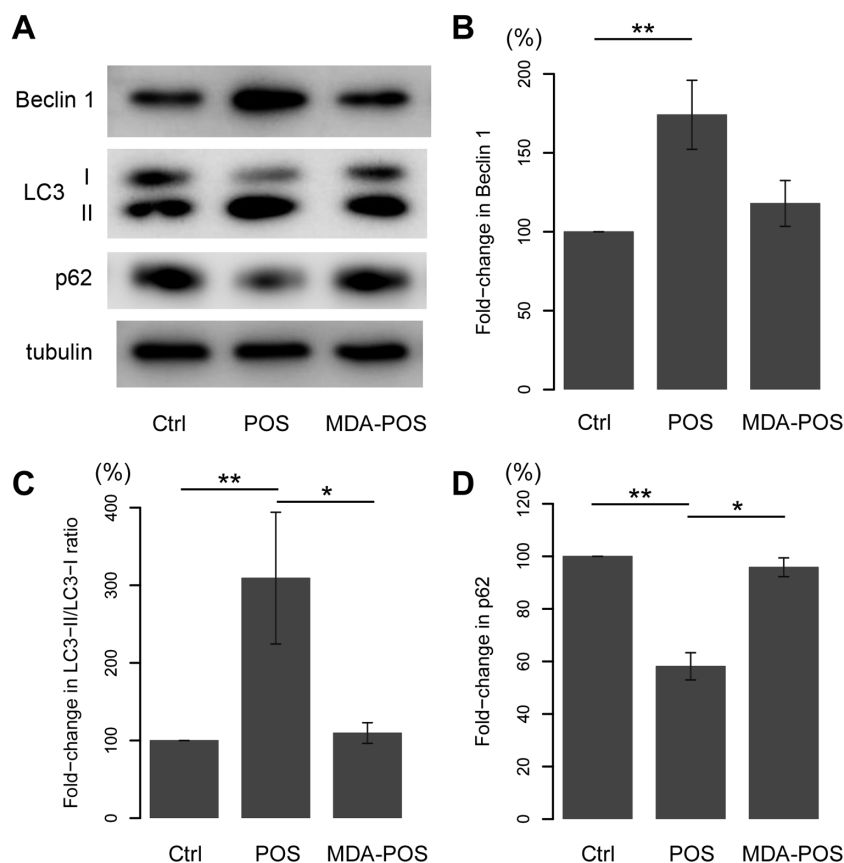 A
Beclin 1
LC3
I
II
p62
tubulin
Ctrl POS MDA-POS
B
(%)
**
Fold−change in Beclin 1
0 50 100 150 200
Ctrl POS MDA-POS
C
(%)
** *
Fold−change in LC3−II/LC3−I ratio
0 100 200 300 400
Ctrl POS MDA-POS
D
(%)
** *
Fold−change in p62
0 20 40 60 80 100 120
Ctrl POS MDA-POS